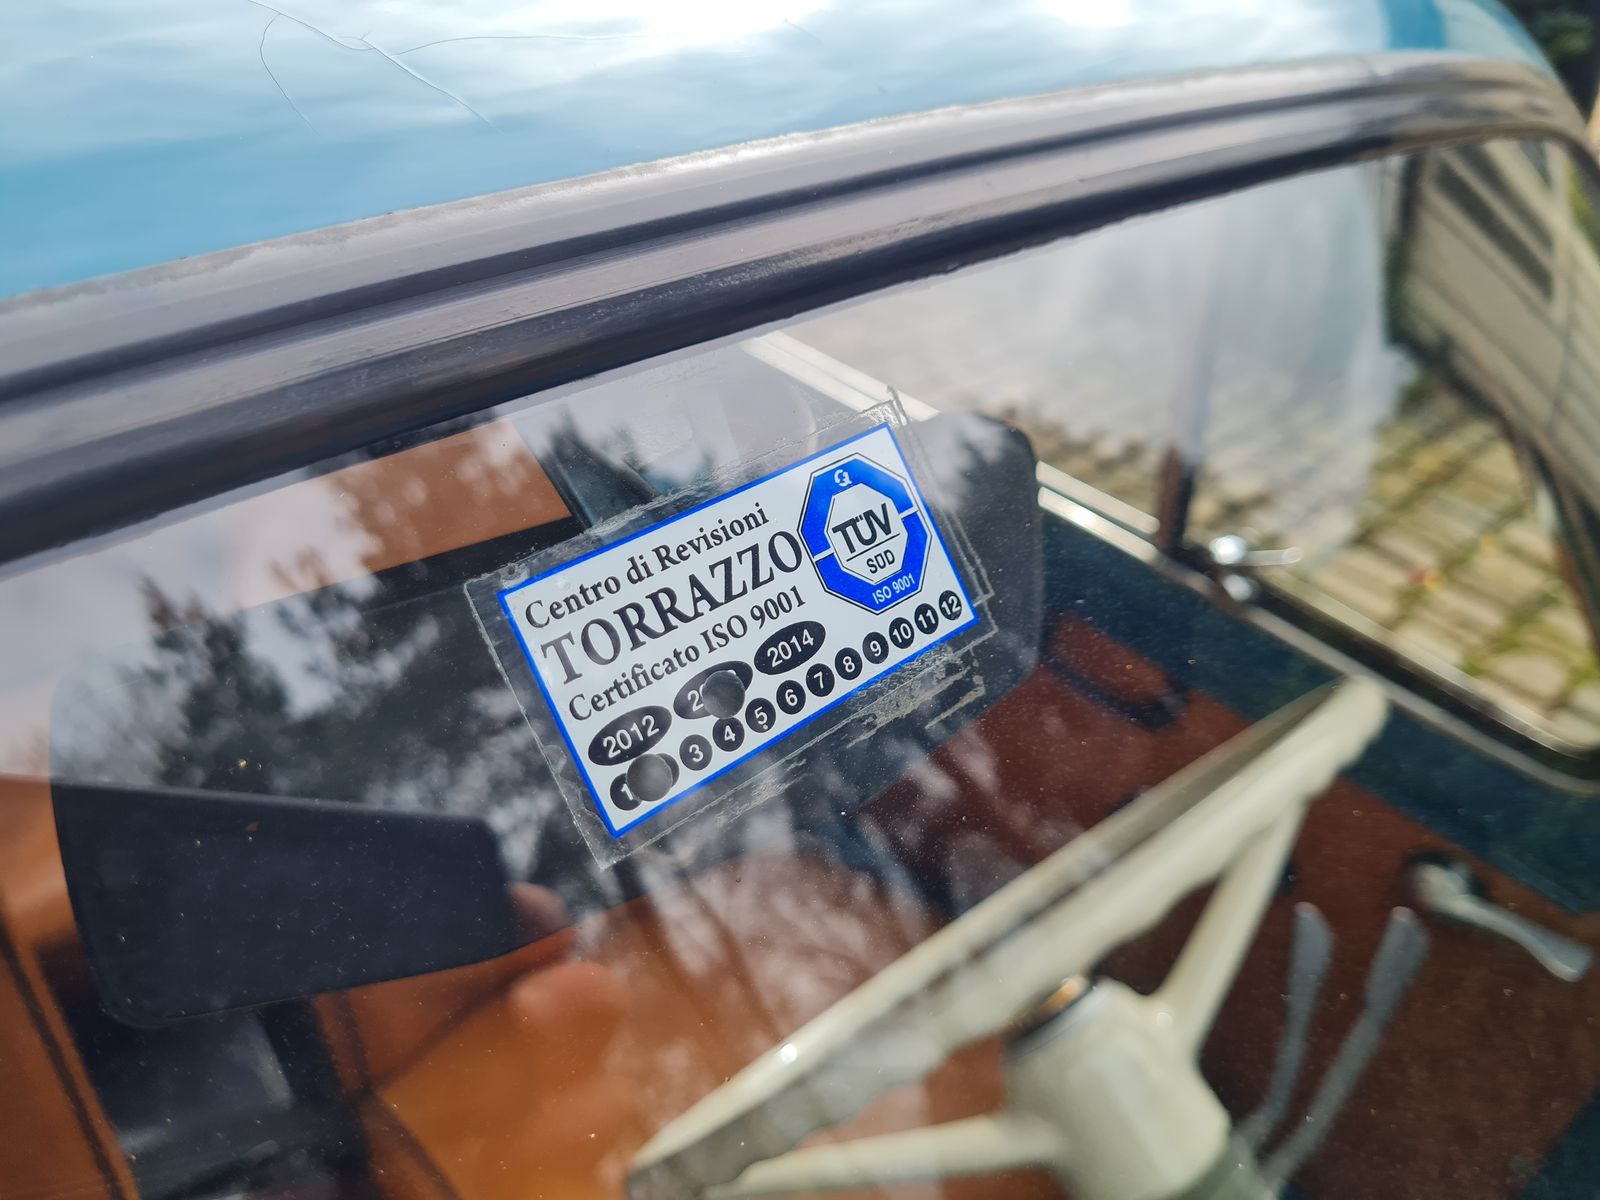 Centro di Revisioni
TORRAZZO
Certificato ISO 9001
TÜV
SÜD
ISO 9001
2012 2014
1 3 4 5 6 7 8 9 10 11 12